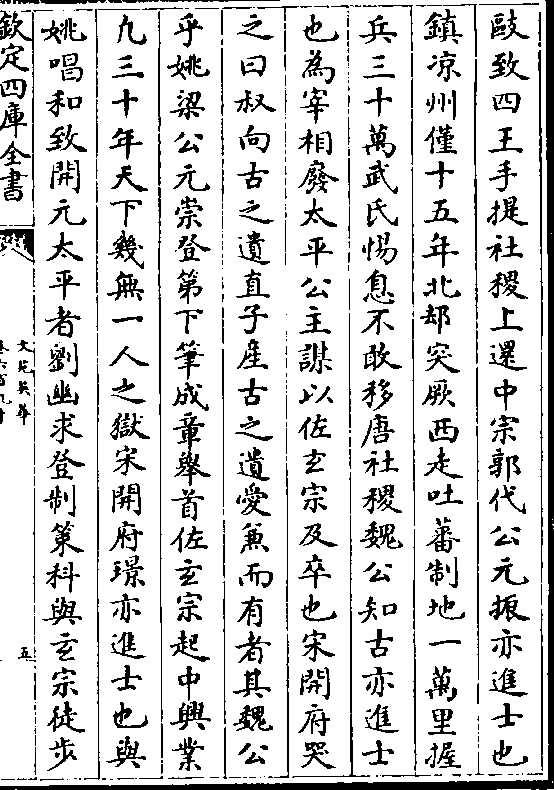 敺致四王手提社稷上還中宗郭代公元振亦進士也
鎮凉州僅十五年北却突厥西走吐蕃制地一萬里握
兵三十萬武氏惕息不敢移唐社稷魏公知古亦進士
也為宰相廢太平公主謀以佐玄宗及卒也宋開府哭
之曰叔向古之遺直子產古之遺愛兼而有者其魏公
乎姚梁公元崇登第下筆成章舉首佐玄宗起中興業
凡三十年天下幾無一人之獄宋開府璟亦進士也與
姚唱和致開元太平者劉幽求登制策科與玄宗徒步
欽定四庫全書
文苑英華
五